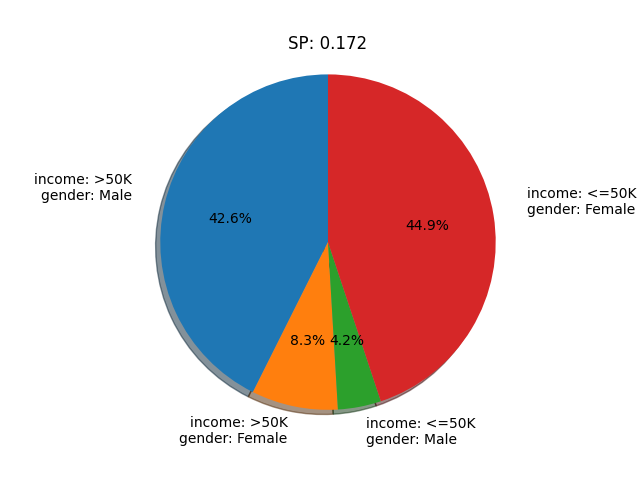 SP: 0.172
income: >50K
gender: Male
42.6%
income: <=50K
gender: Female
44.9%
8.3%
4.2%
income: >50K
gender: Female
income: <=50K
gender: Male